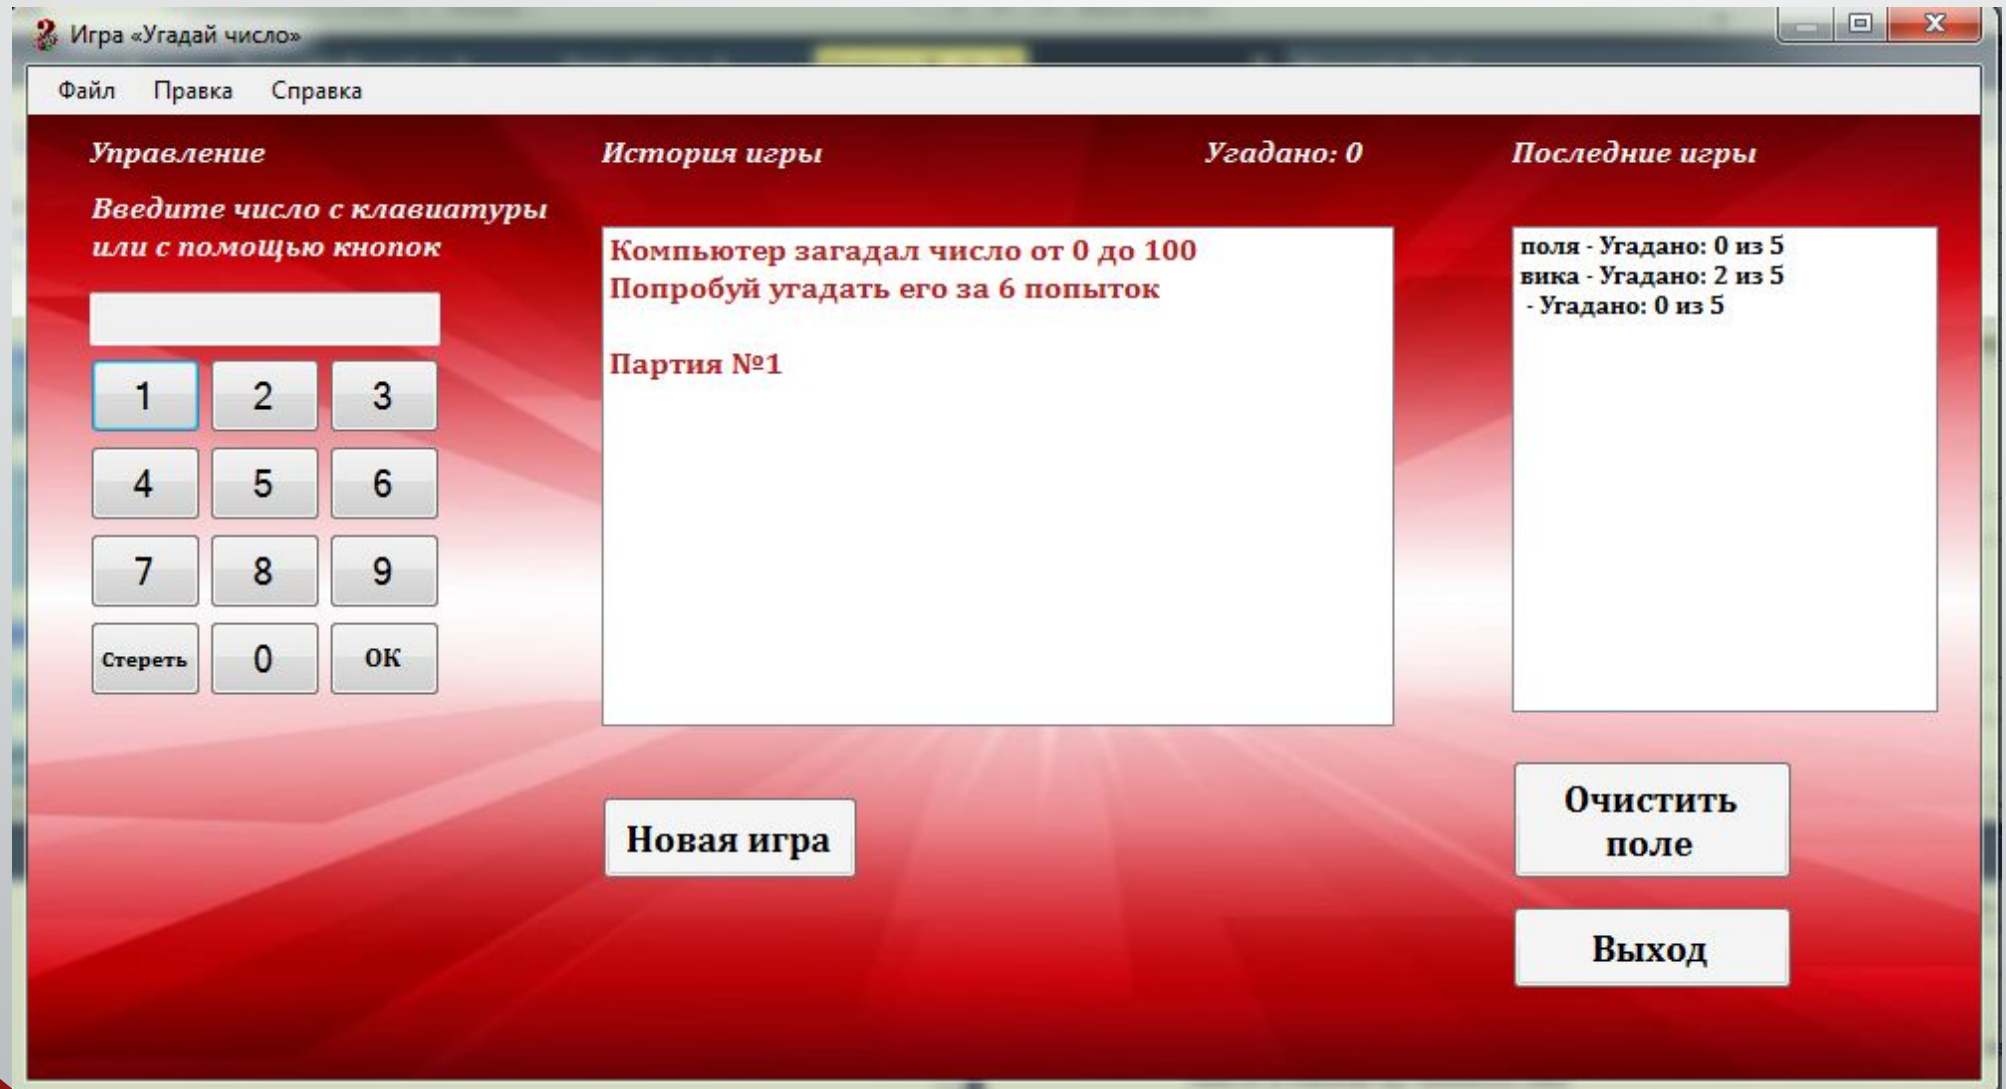 Игра «Угадай число»
Файл Правка Справка
Управление
Введите число с клавиатуры
или с помощью кнопок
1 2 3
4 5 6
7 8 9
Стереть 0 ОК
История игры Угадано: 0
Компьютер загадал число от 0 до 100
Попробуй угадать его за 6 попыток
Партия №1
Новая игра
Последние игры
поля - Угадано: 0 из 5
вика - Угадано: 2 из 5
- Угадано: 0 из 5
Очистить
поле
Выход